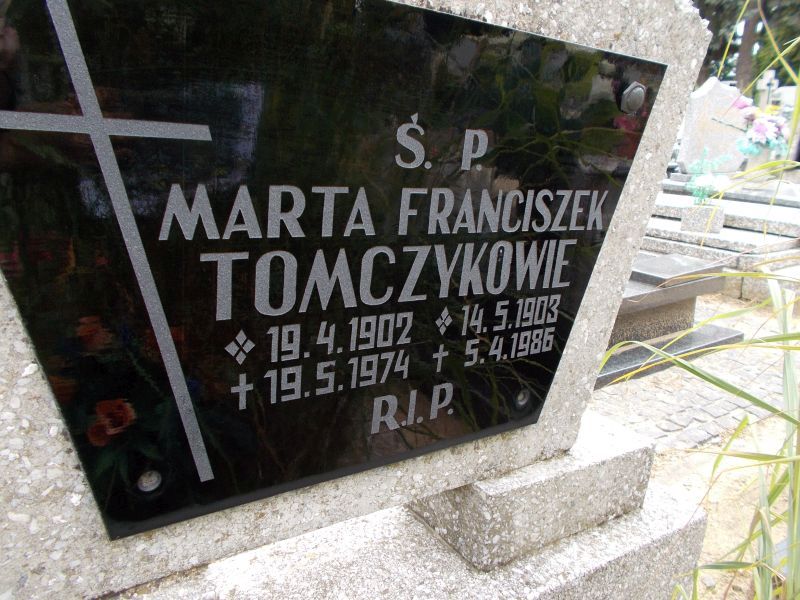 Ś. P.
MARTA FRANCISZEK
TOMCZYKOWIE
19.4.1902 14.5.1903
19.5.1974 5.4.1986
R.I.P.